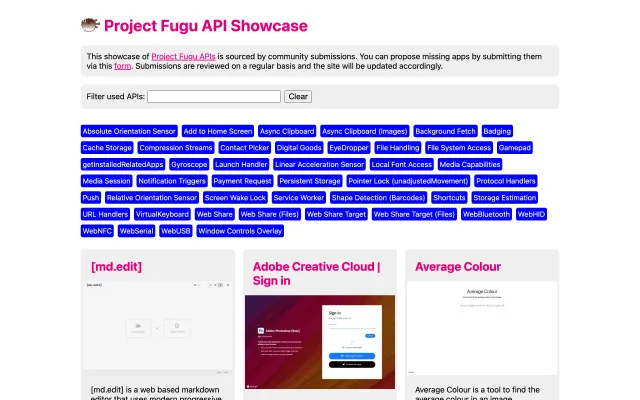 Project Fugu API Showcase
This showcase of Project Fugu APIs is sourced by community submissions. You can propose missing apps by submitting them
via this form. Submissions are reviewed on a regular basis and the site will be updated accordingly.
Filter used APIs: Clear
Absolute Orientation Sensor Add to Home Screen Async Clipboard Async Clipboard (Images) Background Fetch Badging
Cache Storage Compression Streams Contact Picker Digital Goods EyeDropper File Handling File System Access Gamepad
getInstalledRelatedApps Gyroscope Launch Handler Linear Acceleration Sensor Local Font Access Media Capabilities
Media Session Notification Triggers Payment Request Persistent Storage Pointer Lock (unadjustedMovement) Protocol Handlers
Push Relative Orientation Sensor Screen Wake Lock Service Worker Shape Detection (Barcodes) Shortcuts Storage Estimation
URL Handlers VirtualKeyboard Web Share Web Share (Files) Web Share Target Web Share Target (Files) WebBluetooth WebHID
WebNFC WebSerial WebUSB Window Controls Overlay
[md.edit]
[md.edit]
[md.edit] is a web based markdown
editor that uses modern progressive
Adobe Creative Cloud |
Sign in
Sign in
Average Colour
Average Colour
Average Colour is a tool to find the
average colour in an image